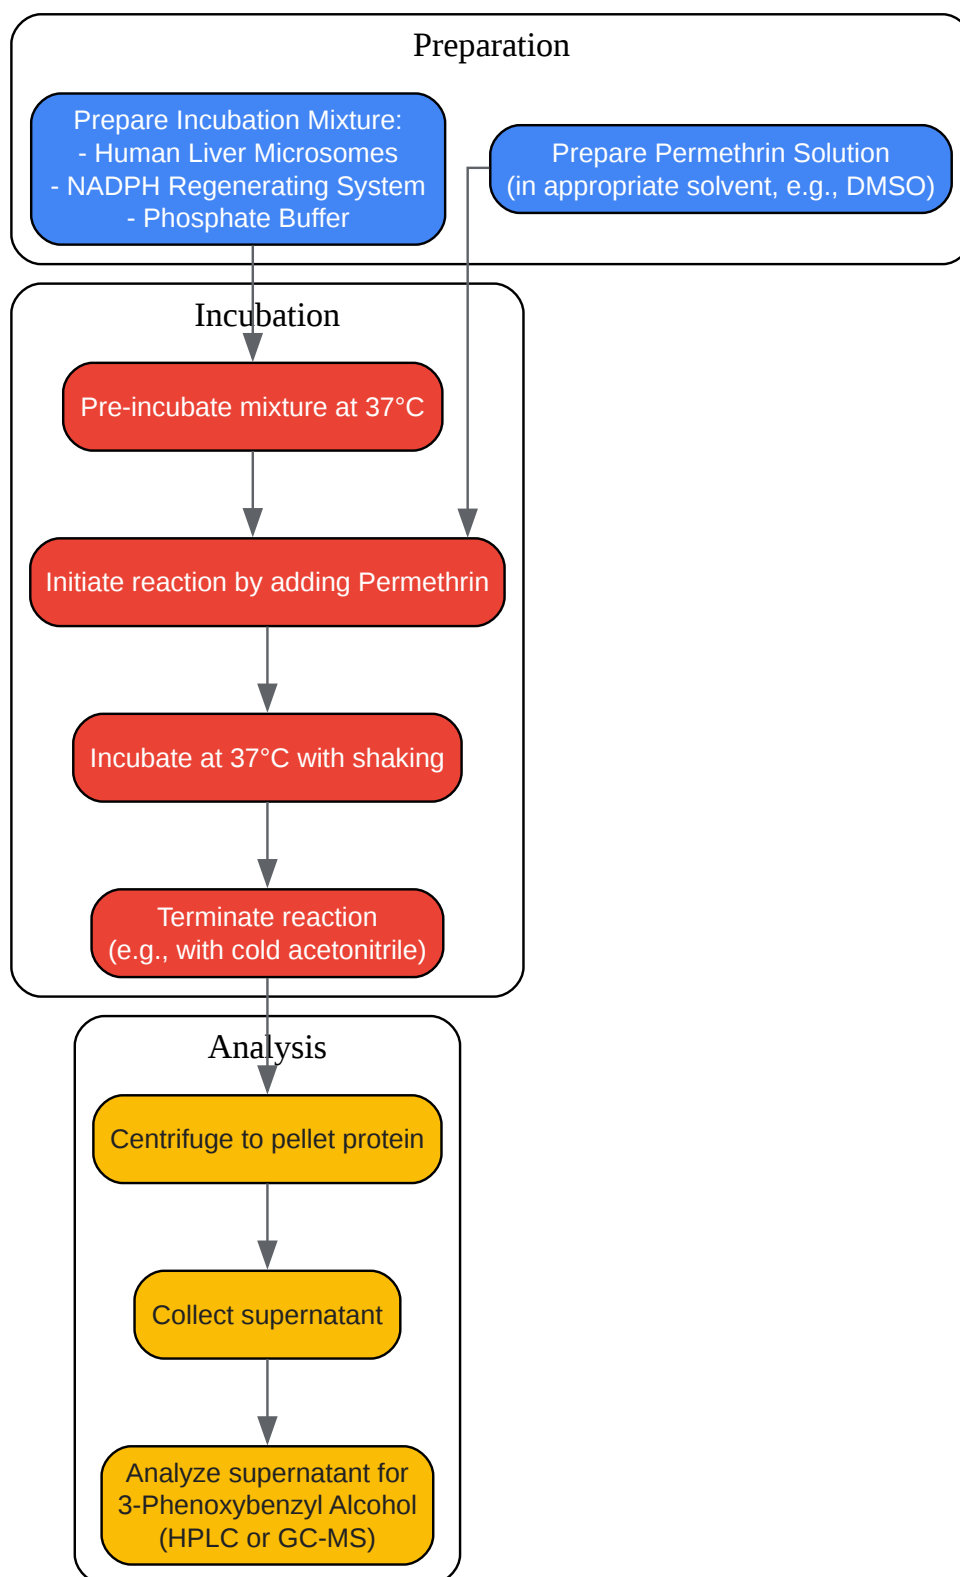 Preparation
Prepare Incubation Mixture:
- Human Liver Microsomes
- NADPH Regenerating System
- Phosphate Buffer
Prepare Permethrin Solution
(in appropriate solvent, e.g., DMSO)
Incubation
Pre-incubate mixture at 37°C
Initiate reaction by adding Permethrin
Incubate at 37°C with shaking
Terminate reaction
(e.g., with cold acetonitrile)
Analysis
Centrifuge to pellet protein
Collect supernatant
Analyze supernatant for
3-Phenoxybenzyl Alcohol
(HPLC or GC-MS)